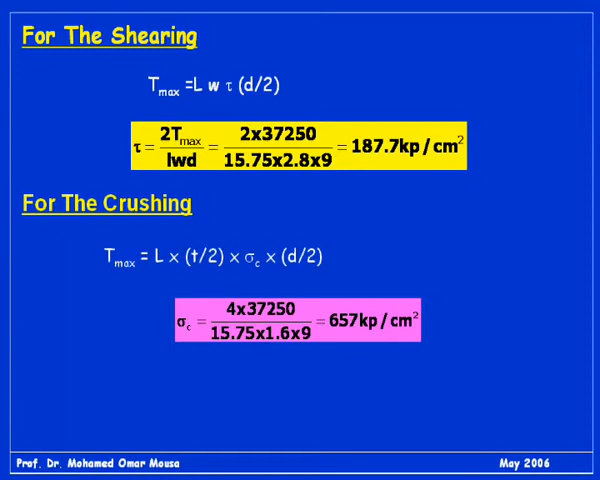 For The Shearing
Tmax =L w τ (d/2)
τ = 2Tmax / lwd = 2x37250 / 15.75x2.8x9 = 187.7kp/cm²
For The Crushing
Tmax = L x (t/2) x σc x (d/2)
σc = 4x37250 / 15.75x1.6x9 = 657kp/cm²
Prof. Dr. Mohamed Omar Mousa May 2006